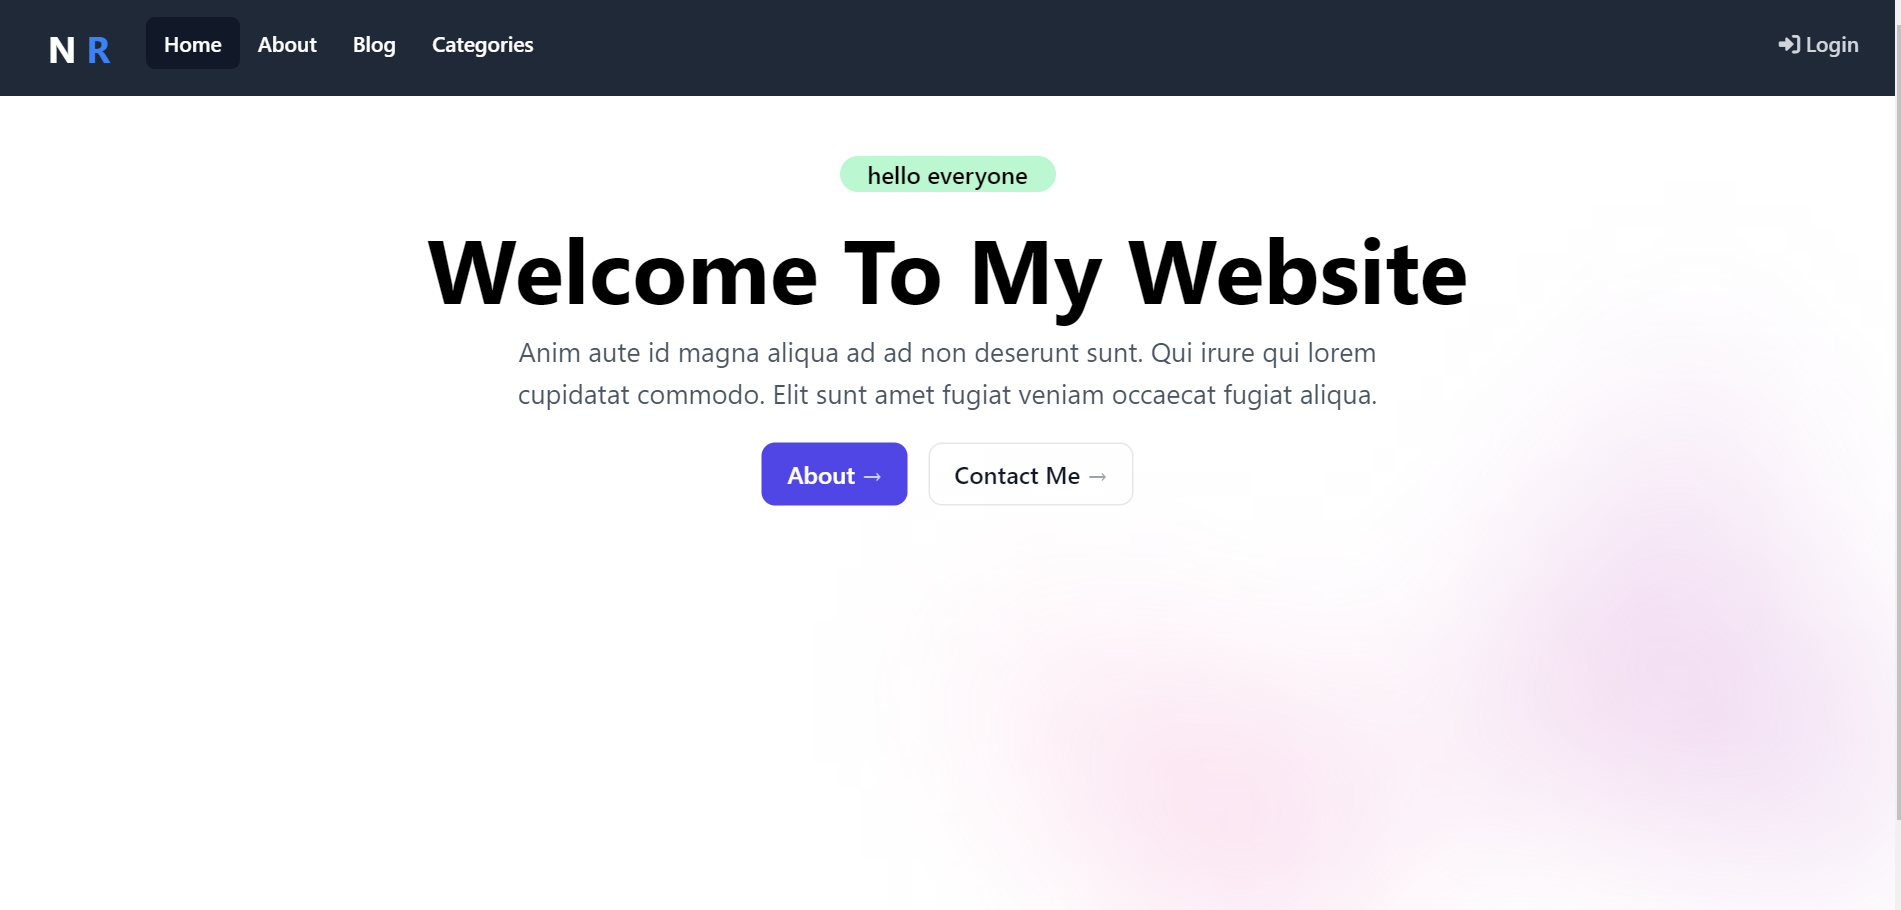 N R Home About Blog Categories Login
hello everyone
Welcome To My Website
Anim aute id magna aliqua ad ad non deserunt sunt. Qui irure qui lorem
cupidatat commodo. Elit sunt amet fugiat veniam occaecat fugiat aliqua.
About → Contact Me →